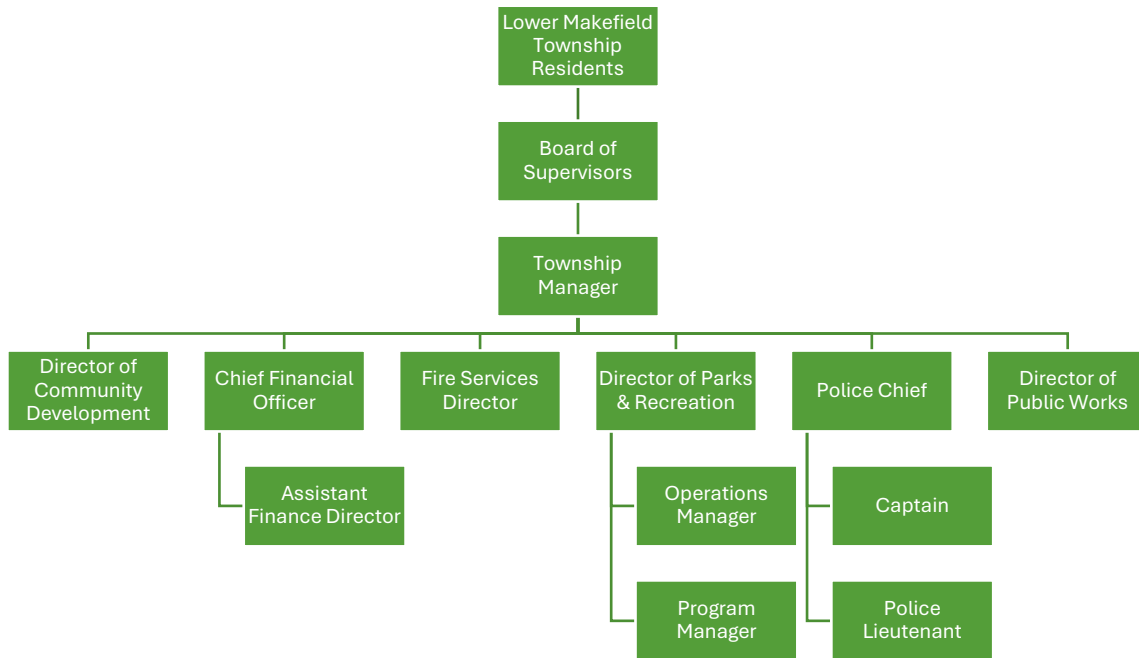 Lower Makefield
Township
Residents
Board of
Supervisors
Township
Manager
Director of
Community
Development
Chief Financial
Officer
Fire Services
Director
Director of Parks
& Recreation
Police Chief
Director of
Public Works
Assistant
Finance Director
Operations
Manager
Captain
Program
Manager
Police
Lieutenant